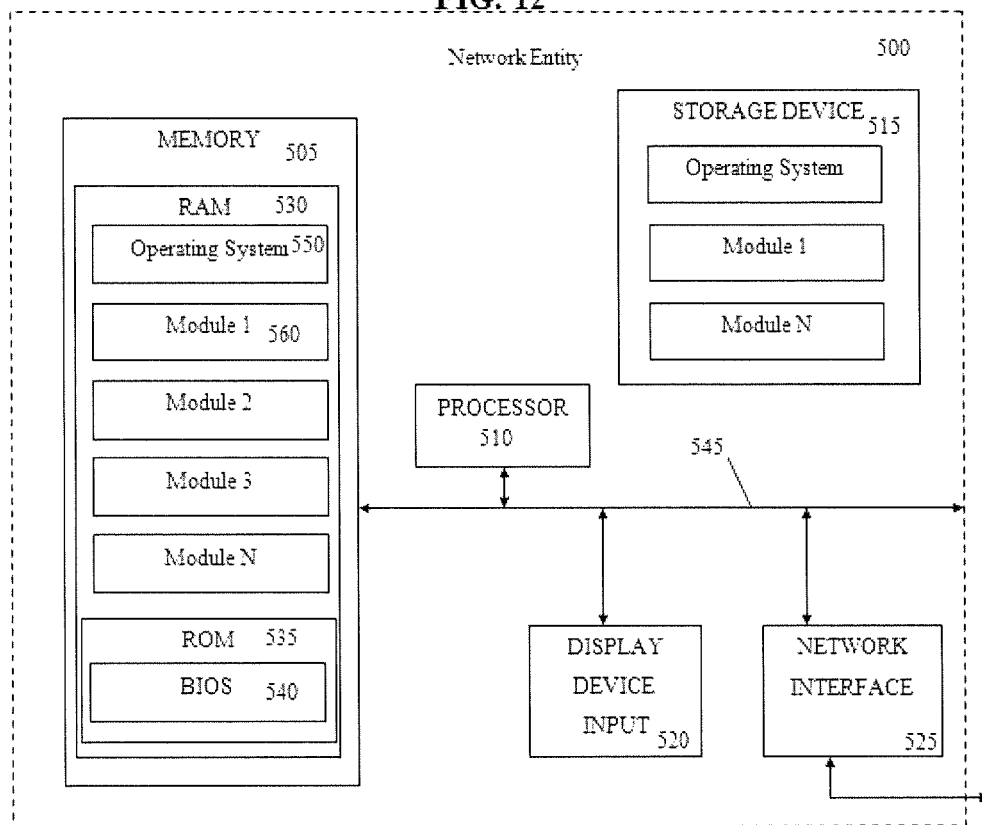 FIG. 12
Network Entity
500
MEMORY
505
RAM 530
Operating System 550
Module 1 560
Module 2
Module 3
Module N
ROM 535
BIOS 540
STORAGE DEVICE
515
Operating System
Module 1
Module N
PROCESSOR
510
545
DISPLAY
DEVICE
INPUT
520
NETWORK
INTERFACE
525